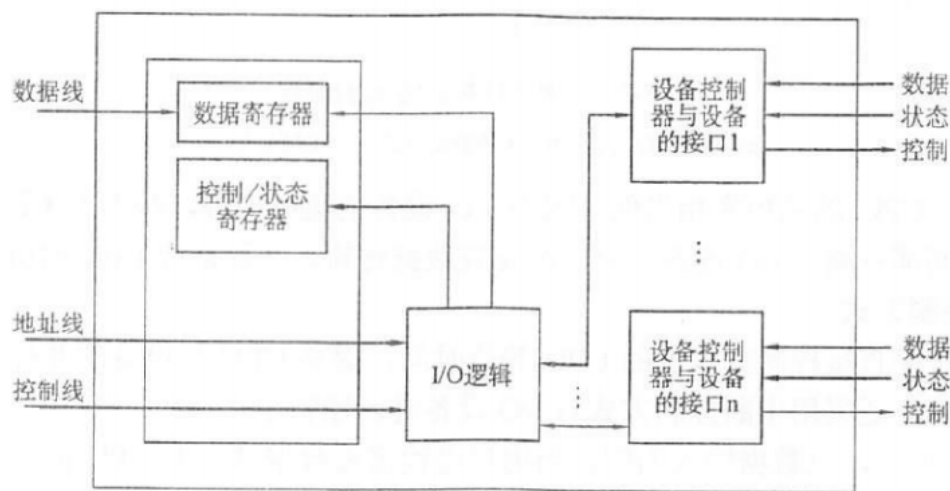 数据线
数据寄存器
控制/状态
寄存器
地址线
控制线
I/O逻辑
设备控制
器与设备
的接口1
数据
状态
控制
设备控制
器与设备
的接口n
数据
状态
控制